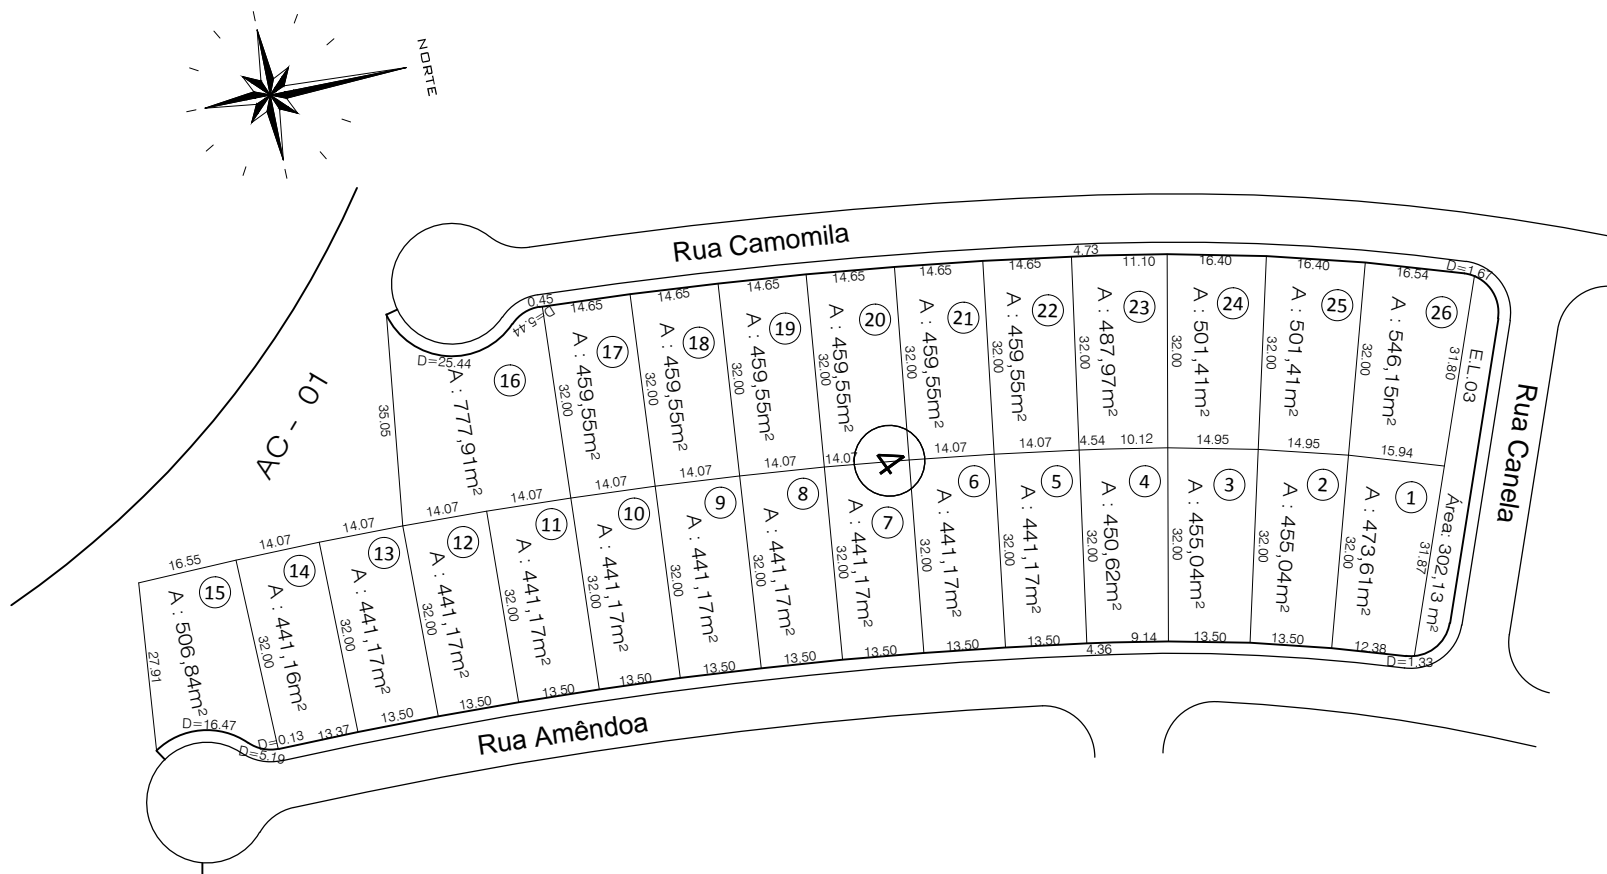 NORTE
Rua Camomila
4.73
14.65
14.65
14.65
14.65
14.65
14.65
11.10
16.40
16.40
16.54
D=1.67
0.45
D=5.44
D=25.44
16
A : 777,91m²
35.05
17
A : 459,55m²
32.00
18
A : 459,55m²
32.00
19
A : 459,55m²
32.00
20
A : 459,55m²
32.00
21
A : 459,55m²
32.00
22
A : 459,55m²
32.00
23
A : 487,97m²
32.00
24
A : 501,41m²
32.00
25
A : 501,41m²
32.00
26
A : 546,15m²
32.00
31.80
E.L.03
Área: 302,13 m²
31.87
Rua Canela
AC - 01
A
16.55
14.07
14.07
14.07
14.07
14.07
14.07
14.07
14.07
14.07
14.07
4.54
10.12
14.95
14.95
15.94
15
A : 506,84m²
27.91
14
A : 441,16m²
32.00
13
A : 441,17m²
32.00
12
A : 441,17m²
32.00
11
A : 441,17m²
32.00
10
A : 441,17m²
32.00
9
A : 441,17m²
32.00
8
A : 441,17m²
32.00
7
A : 441,17m²
32.00
6
A : 441,17m²
32.00
5
A : 441,17m²
32.00
4
A : 450,62m²
32.00
3
A : 455,04m²
32.00
2
A : 455,04m²
32.00
1
A : 473,61m²
32.00
D=16.47
D=5.19
D=0.13
13.37
13.50
13.50
13.50
13.50
13.50
13.50
13.50
13.50
13.50
4.36
9.14
13.50
13.50
12.38
D=1.33
Rua Amêndoa